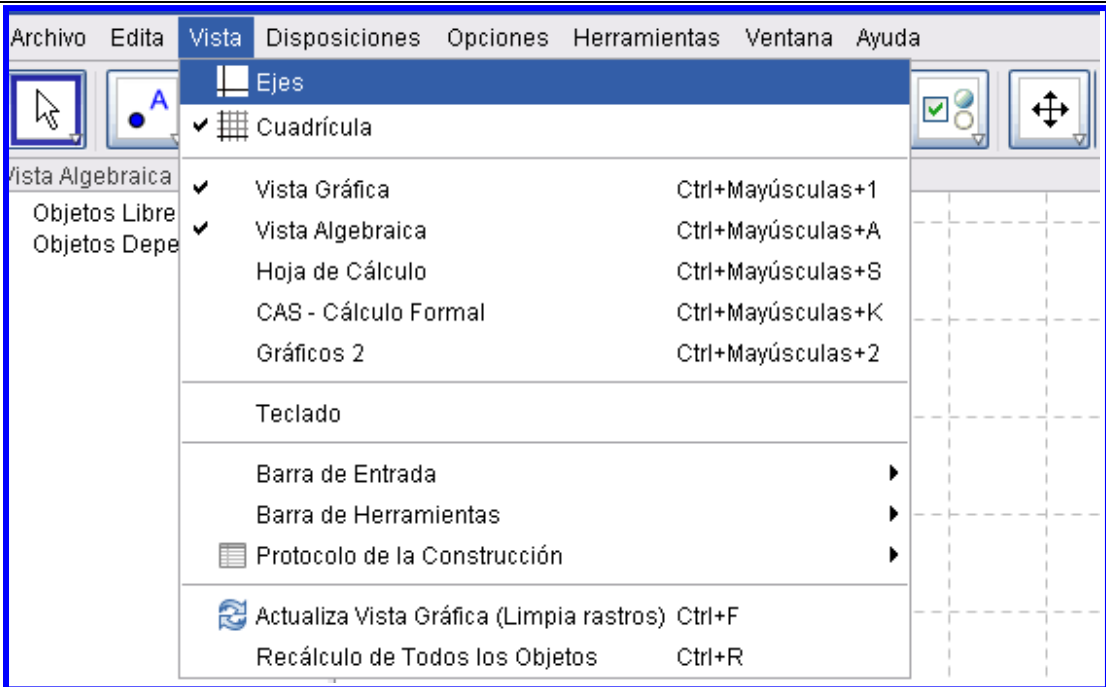 Archivo Edita Vista Disposiciones Opciones Herramientas Ventana Ayuda
A
Ejes
Cuadrícula
Vista Algebraica
Objetos Libre
Objetos Depe
Vista Gráfica Ctrl+Mayúsculas+1
Vista Algebraica Ctrl+Mayúsculas+A
Hoja de Cálculo Ctrl+Mayúsculas+S
CAS - Cálculo Formal Ctrl+Mayúsculas+K
Gráficos 2 Ctrl+Mayúsculas+2
Teclado
Barra de Entrada
Barra de Herramientas
Protocolo de la Construcción
Actualiza Vista Gráfica (Limpia rastros) Ctrl+F
Recálculo de Todos los Objetos Ctrl+R